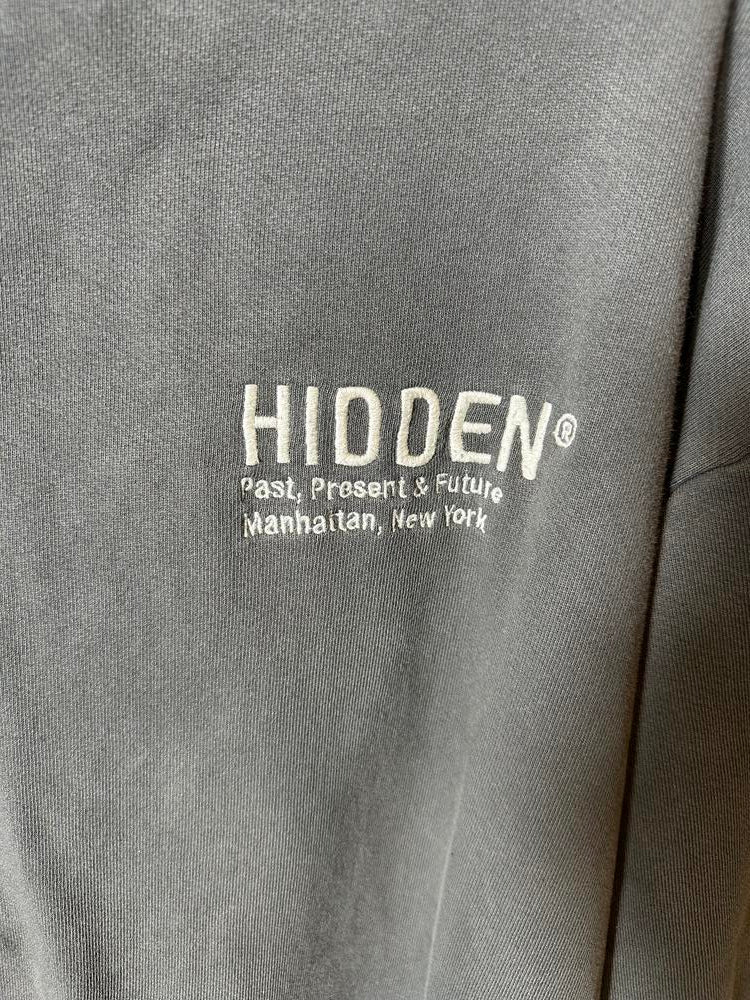 HIDDEN®
Past, Present & Future
Manhattan, New York